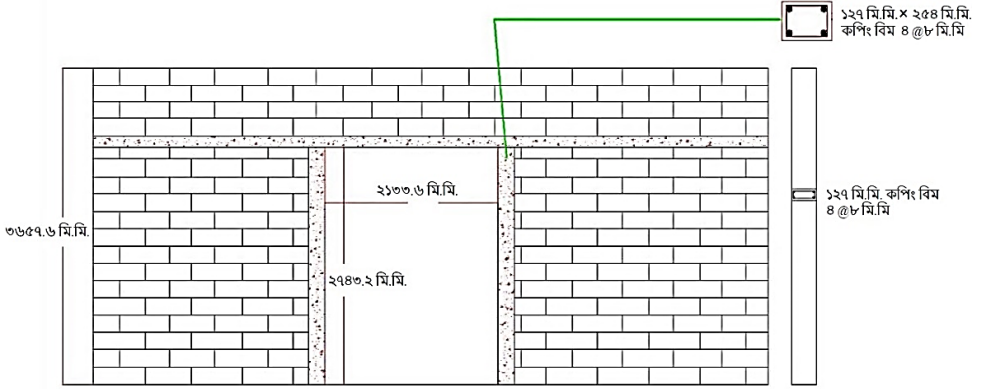 ১২৭ মি.মি.× ২৫৪ মি.মি.
কপিং বিম ৪ @৮ মি.মি
২১৩৩.৬ মি.মি.
১২৭ মি.মি. কপিং বিম
৪ @৮ মি.মি
৩৬৫৭.৬ মি.মি.
২৭৪৩.২ মি.মি.